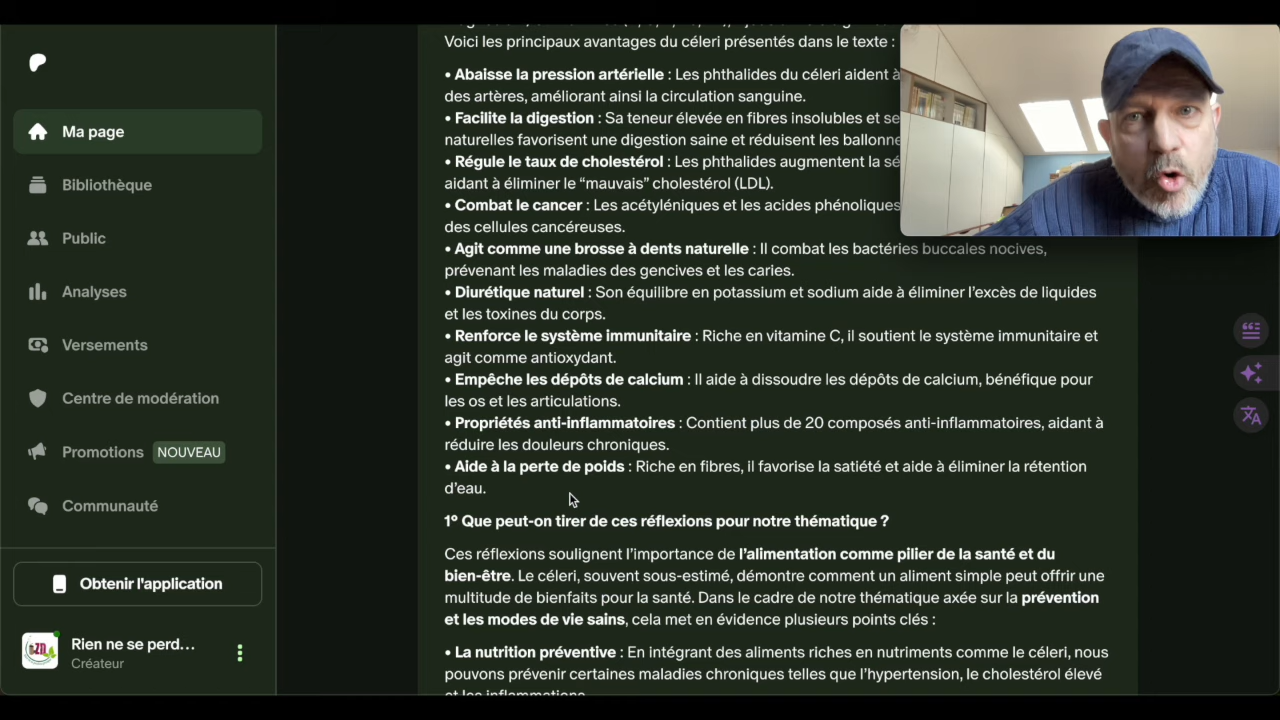 Ma page
Bibliothèque
Public
Analyses
Versements
Centre de modération
Promotions NOUVEAU
Communauté
Obtenir l'application
Rien ne se perd...
Créateur
Voici les principaux avantages du céleri présentés dans le texte :
• Abaisse la pression artérielle : Les phthalides du céleri aident à
des artères, améliorant ainsi la circulation sanguine.
• Facilite la digestion : Sa teneur élevée en fibres insolubles et se
naturelles favorisent une digestion saine et réduisent les ballonne
• Régule le taux de cholestérol : Les phthalides augmentent la sé
aidant à éliminer le “mauvais” cholestérol (LDL).
• Combat le cancer : Les acétyléniques et les acides phénoliques
des cellules cancéreuses.
• Agit comme une brosse à dents naturelle : Il combat les bactéries buccales nocives,
prévenant les maladies des gencives et les caries.
• Diurétique naturel : Son équilibre en potassium et sodium aide à éliminer l’excès de liquides
et les toxines du corps.
• Renforce le système immunitaire : Riche en vitamine C, il soutient le système immunitaire et
agit comme antioxydant.
• Empêche les dépôts de calcium : Il aide à dissoudre les dépôts de calcium, bénéfique pour
les os et les articulations.
• Propriétés anti-inflammatoires : Contient plus de 20 composés anti-inflammatoires, aidant à
réduire les douleurs chroniques.
• Aide à la perte de poids : Riche en fibres, il favorise la satiété et aide à éliminer la rétention
d’eau.
1° Que peut-on tirer de ces réflexions pour notre thématique ?
Ces réflexions soulignent l’importance de l’alimentation comme pilier de la santé et du
bien-être. Le céleri, souvent sous-estimé, démontre comment un aliment simple peut offrir une
multitude de bienfaits pour la santé. Dans le cadre de notre thématique axée sur la prévention
et les modes de vie sains, cela met en évidence plusieurs points clés :
• La nutrition préventive : En intégrant des aliments riches en nutriments comme le céleri, nous
pouvons prévenir certaines maladies chroniques telles que l’hypertension, le cholestérol élevé
et les inflammations.